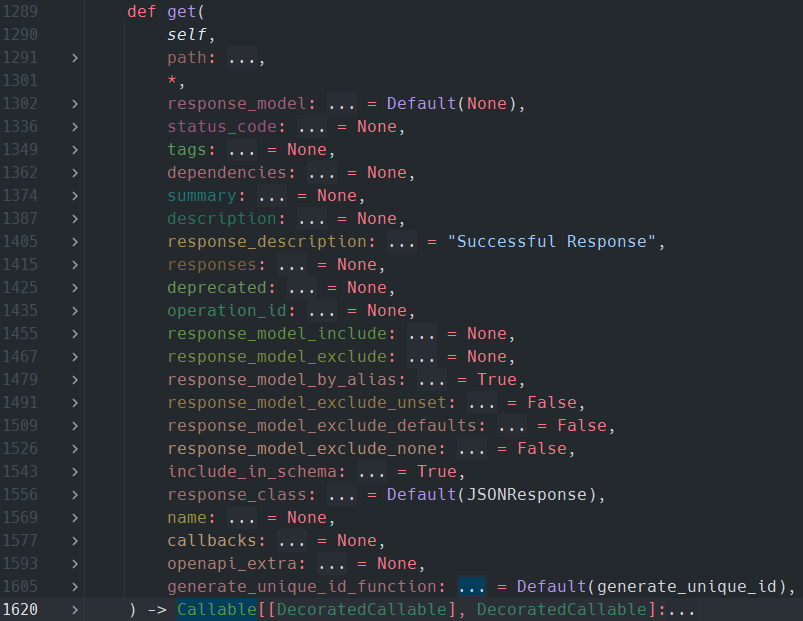 1289 def get(
1290 self,
1291 > path: ...,
1301 *,
1302 > response_model: ... = Default(None),
1336 > status_code: ... = None,
1349 > tags: ... = None,
1362 > dependencies: ... = None,
1374 > summary: ... = None,
1387 > description: ... = None,
1405 > response_description: ... = "Successful Response",
1415 > responses: ... = None,
1425 > deprecated: ... = None,
1435 > operation_id: ... = None,
1455 > response_model_include: ... = None,
1467 > response_model_exclude: ... = None,
1479 > response_model_by_alias: ... = True,
1491 > response_model_exclude_unset: ... = False,
1509 > response_model_exclude_defaults: ... = False,
1526 > response_model_exclude_none: ... = False,
1543 > include_in_schema: ... = True,
1556 > response_class: ... = Default(JSONResponse),
1569 > name: ... = None,
1577 > callbacks: ... = None,
1593 > openapi_extra: ... = None,
1605 > generate_unique_id_function: ... = Default(generate_unique_id),
1620 > ) -> Callable[[DecoratedCallable], DecoratedCallable]:...